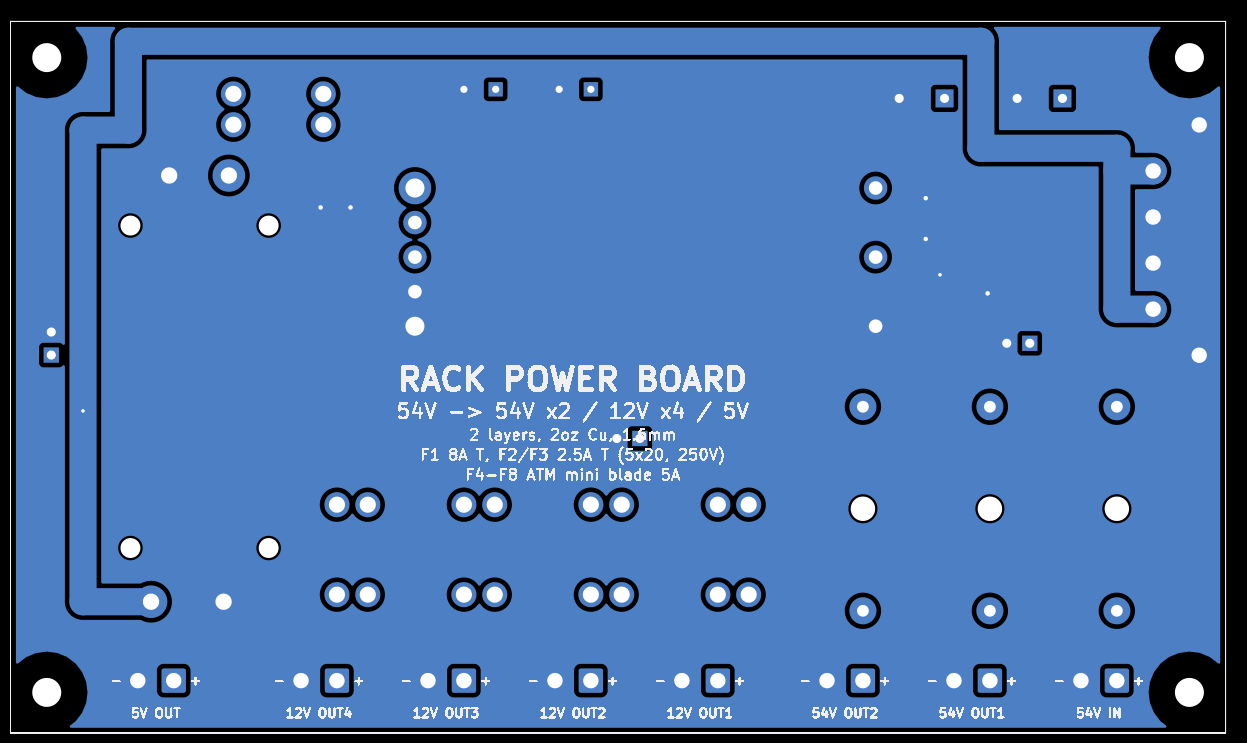 RACK POWER BOARD
54V -> 54V x2 / 12V x4 / 5V
2 layers, 2oz Cu, 1.6mm
F1 8A T, F2/F3 2.5A T (5x20, 250V)
F4-F8 ATM mini blade 5A
- + - + - + - + - + - + - + - +
5V OUT 12V OUT4 12V OUT3 12V OUT2 12V OUT1 54V OUT2 54V OUT1 54V IN